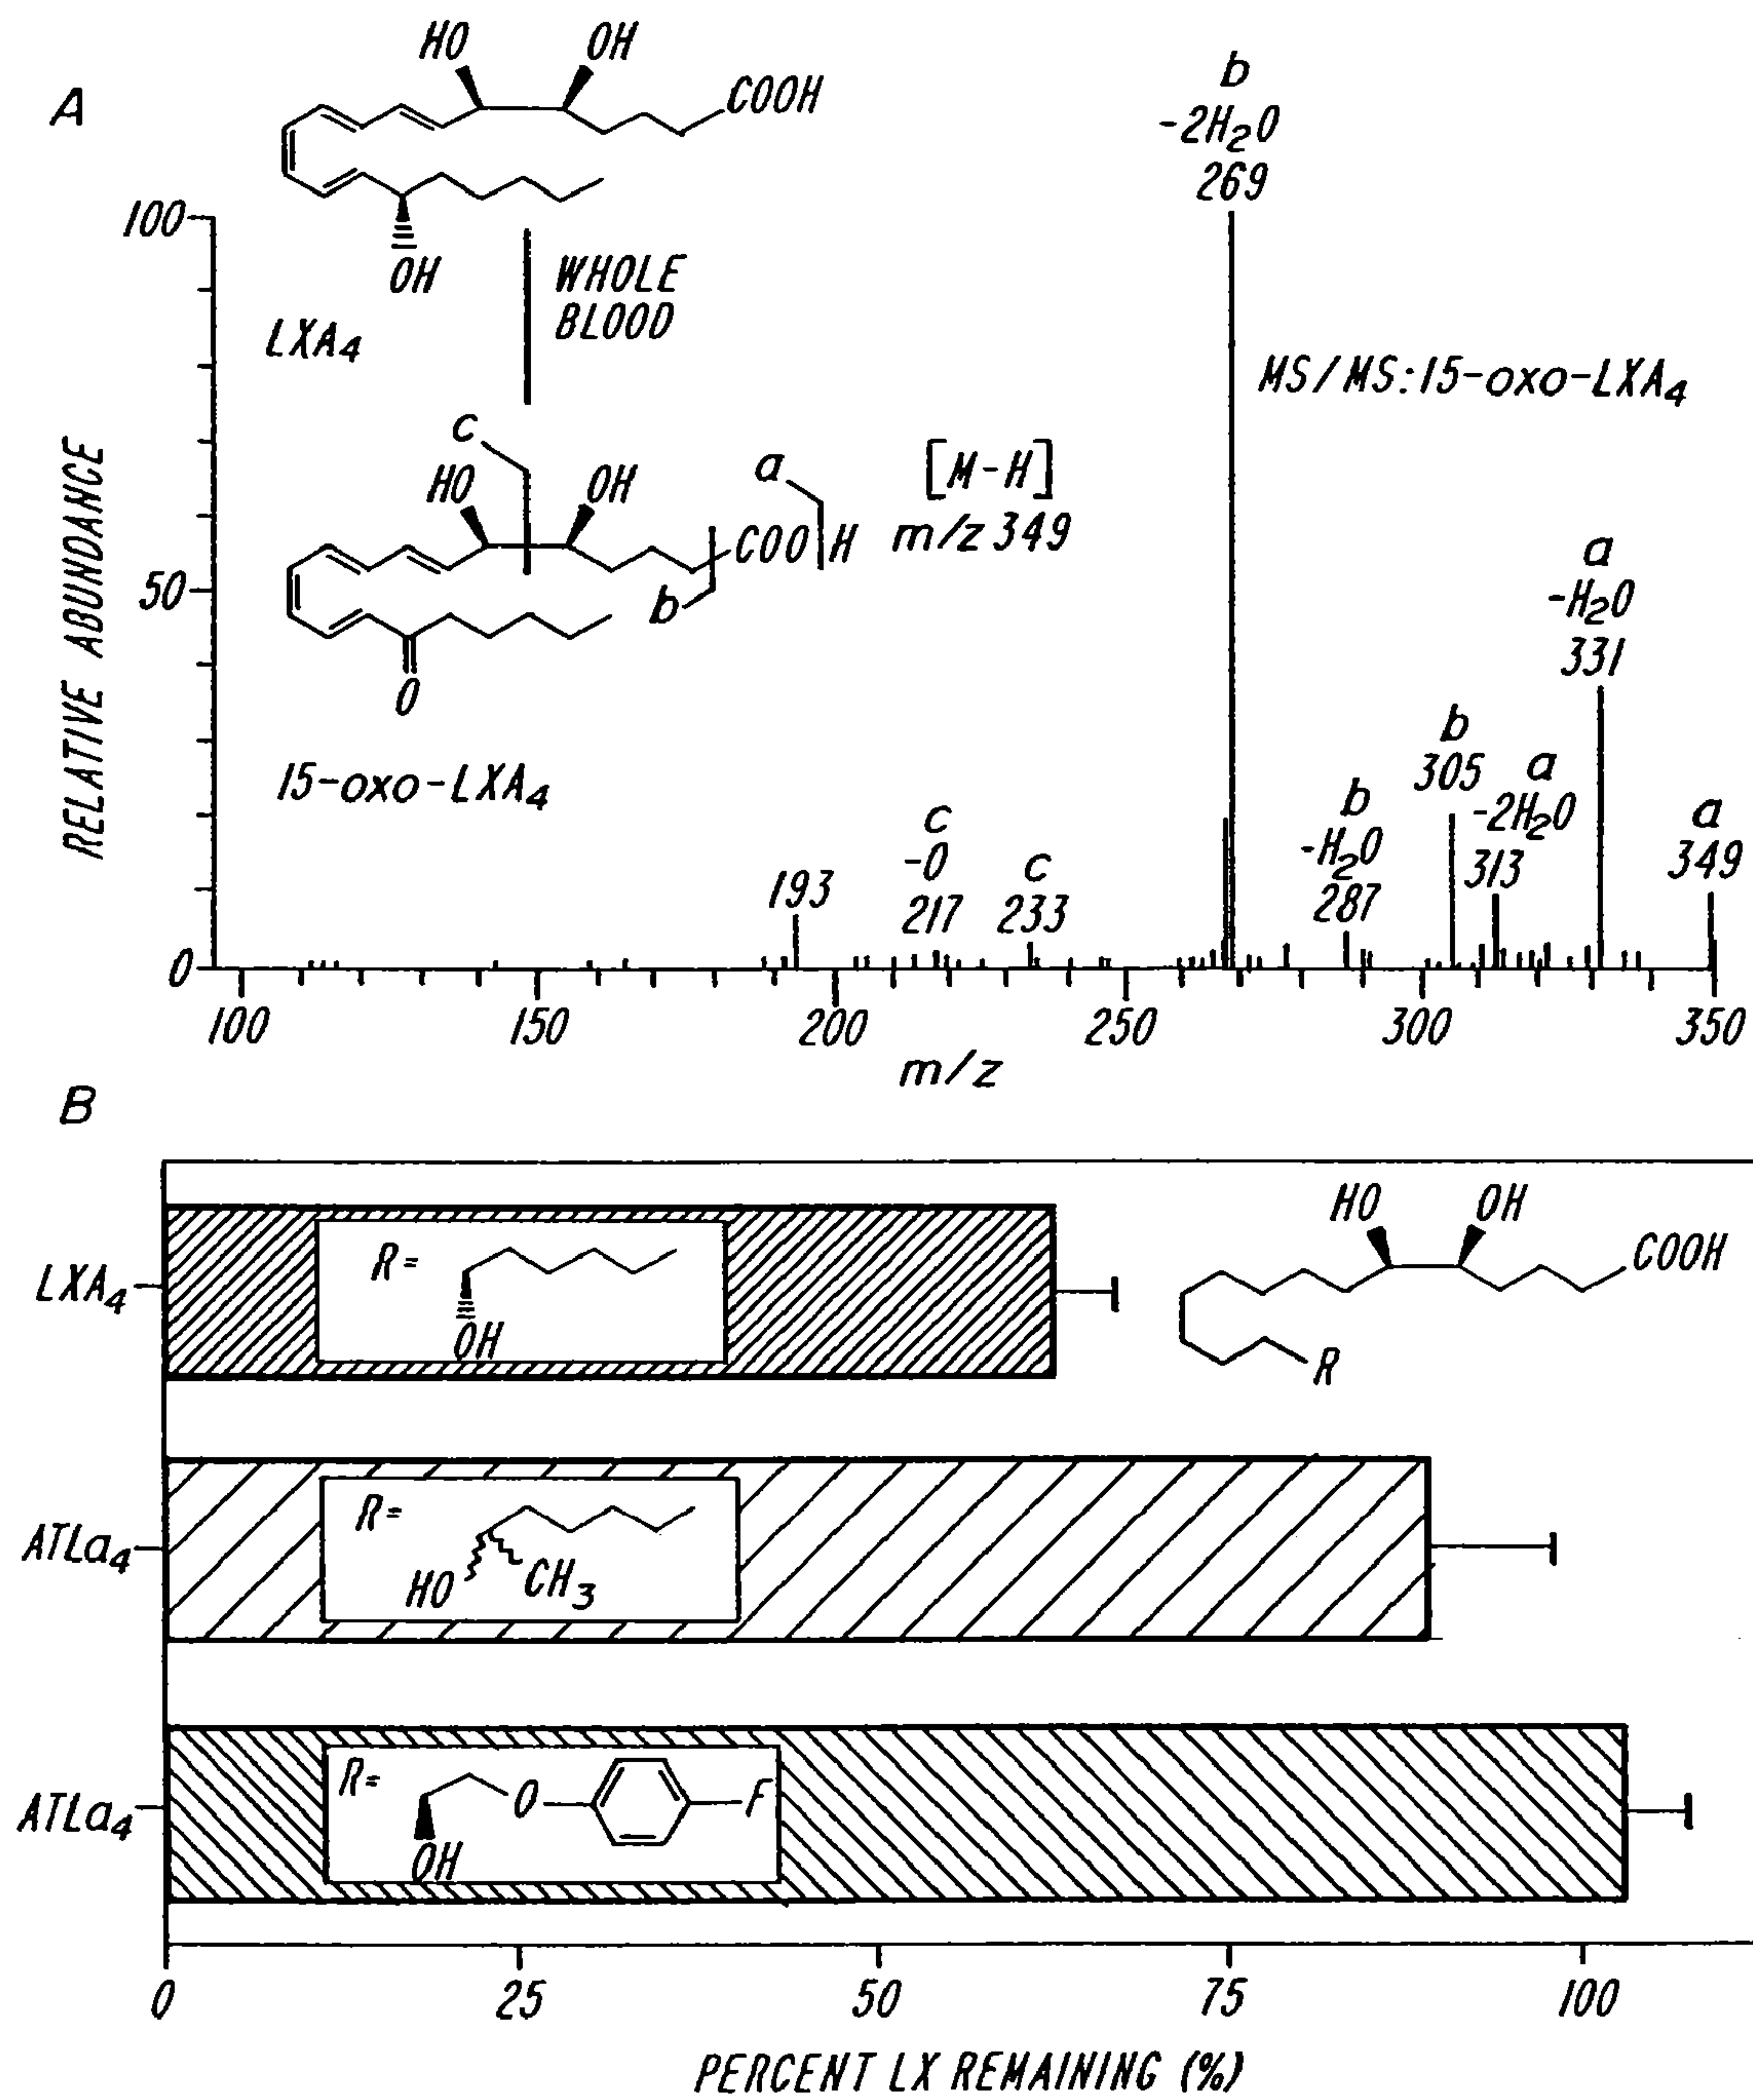 A
HO OH
COOH
OH
LXA4
WHOLE
BLOOD
c
HO OH
a
COO H
b
O
15-oxo-LXA4
[M-H]
m/z 349
MS/MS:15-oxo-LXA4
b
-2H2O
269
a
-H2O
331
b
305
a
-2H2O
313
a
349
b
-H2O
287
c
-O
217
c
233
193
RELATIVE ABUNDANCE
100
50
0
100 150 200 250 300 350
m/z
B
LXA4
R=
OH
HO OH
COOH
R
ATLa4
R=
HO CH3
ATLa4
R=
O F
OH
0 25 50 75 100
PERCENT LX REMAINING (%)